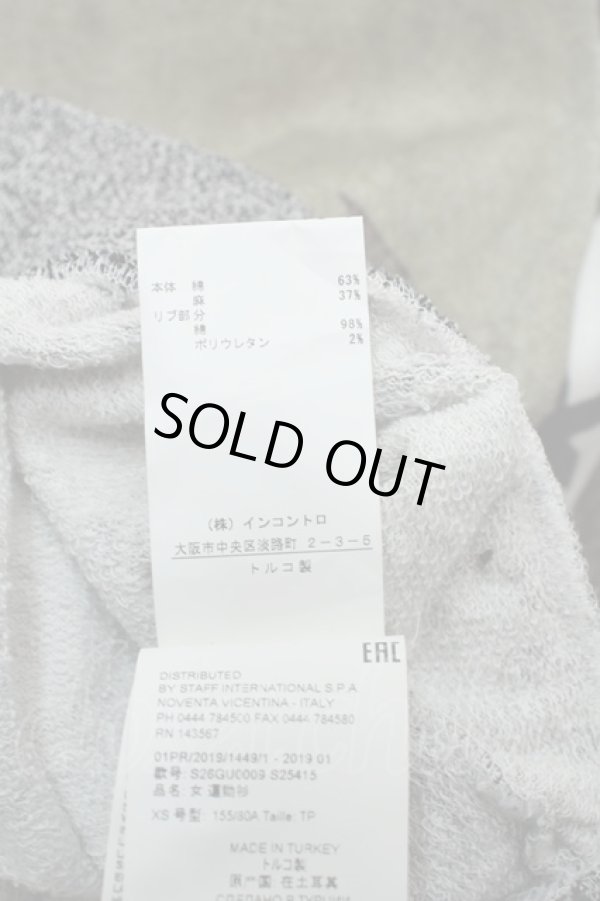 本体 綿 63%
麻 37%
リブ部分
綿 98%
ポリウレタン 2%
SOLD OUT
(株)インコントロ
大阪市中央区淡路町 2-3-5
トルコ製
EAC
DISTRIBUTED
BY STAFF INTERNATIONAL S.P.A
NOVENTA VICENTINA - ITALY
PH 0444 784500 FAX 0444 784580
RN 143567
01PR/2019/1449/1 - 2019 01
款号: S26GU0009 S25415
品名: 女 運動衫
XS 号型: 155/80A Taille: TP
MADE IN TURKEY
トルコ製
原产国: 在土耳其
СДЕЛАНО В ТУРЦИИ